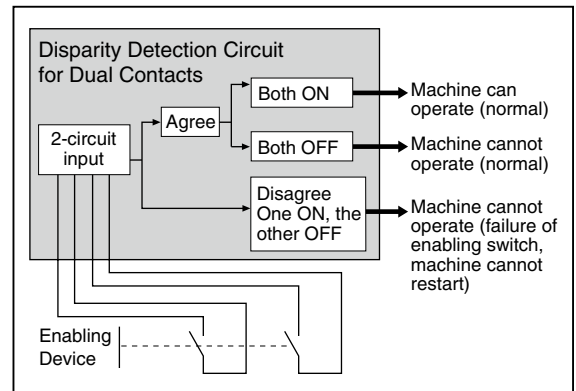 Disparity Detection Circuit
for Dual Contacts
2-circuit
input
Agree
Both ON
Both OFF
Disagree
One ON, the
other OFF
Machine can
operate (normal)
Machine cannot
operate (normal)
Machine cannot
operate (failure of
enabling switch,
machine cannot
restart)
Enabling
Device